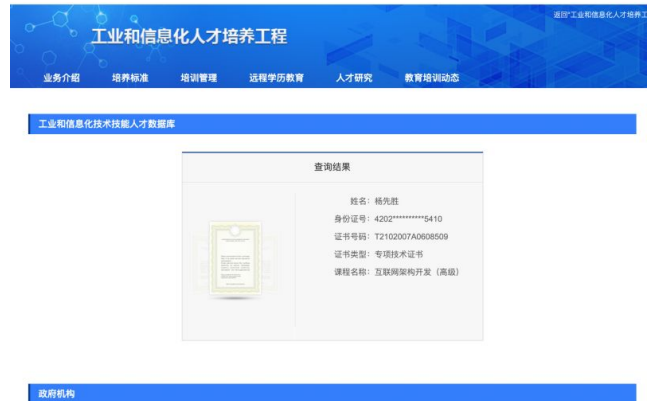 返回“工业和信息化人才培养工
工业和信息化人才培养工程
业务介绍 培养标准 培训管理 远程学历教育 人才研究 教育培训动态
工业和信息化技术技能人才数据库
查询结果
姓名: 杨先胜
身份证号: 4202**********5410
证书号码: T2102007A0608509
证书类型: 专项技术证书
课程名称: 互联网架构开发（高级）
政府机构